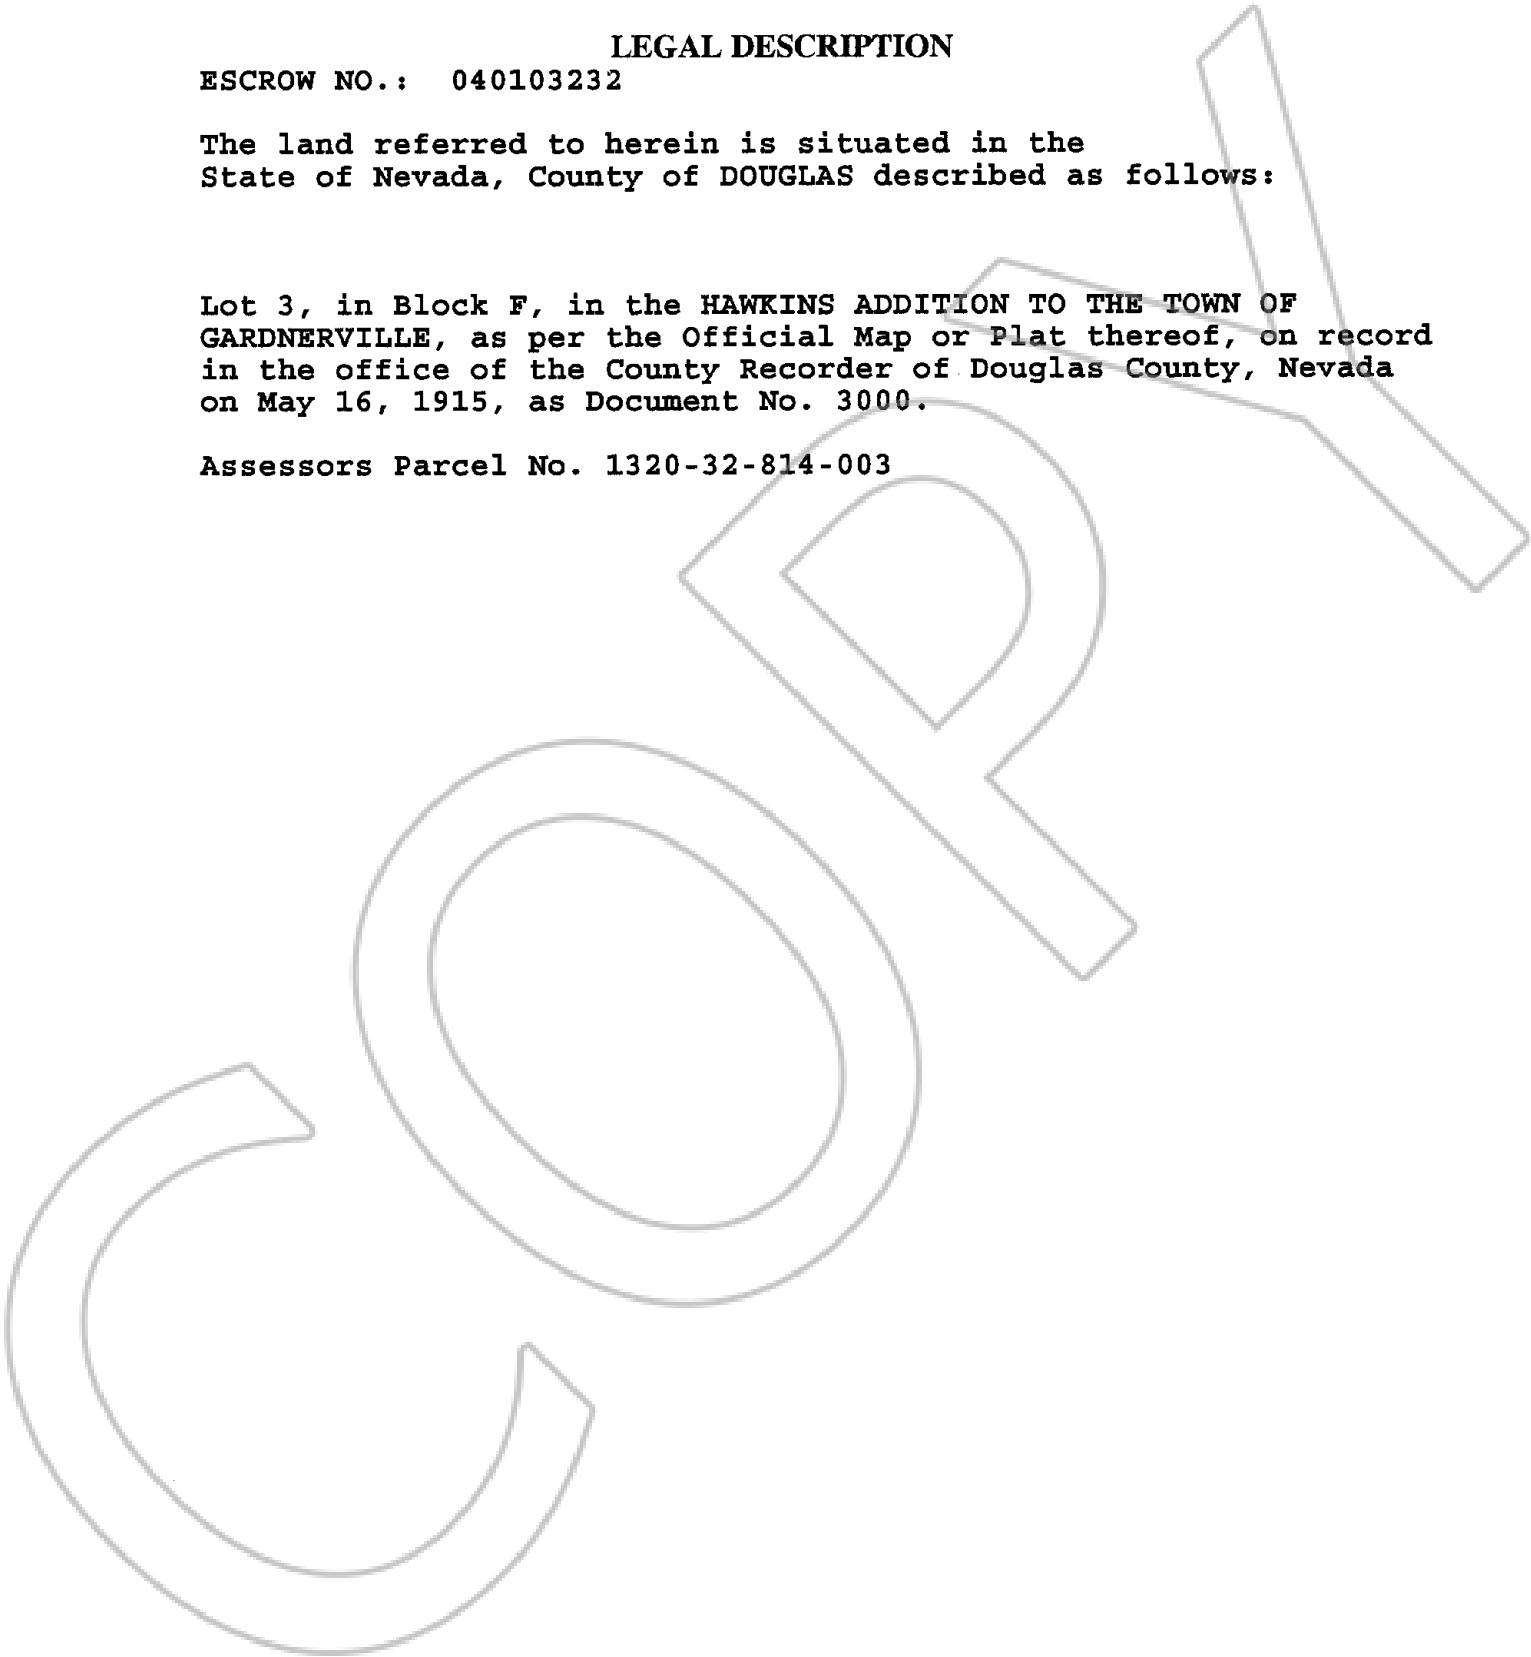 LEGAL DESCRIPTION
ESCROW NO.: 040103232
The land referred to herein is situated in the
State of Nevada, County of DOUGLAS described as follows:
Lot 3, in Block F, in the HAWKINS ADDITION TO THE TOWN OF
GARDNERVILLE, as per the Official Map or Plat thereof, on record
in the office of the County Recorder of Douglas County, Nevada
on May 16, 1915, as Document No. 3000.
Assessors Parcel No. 1320-32-814-003
COPY